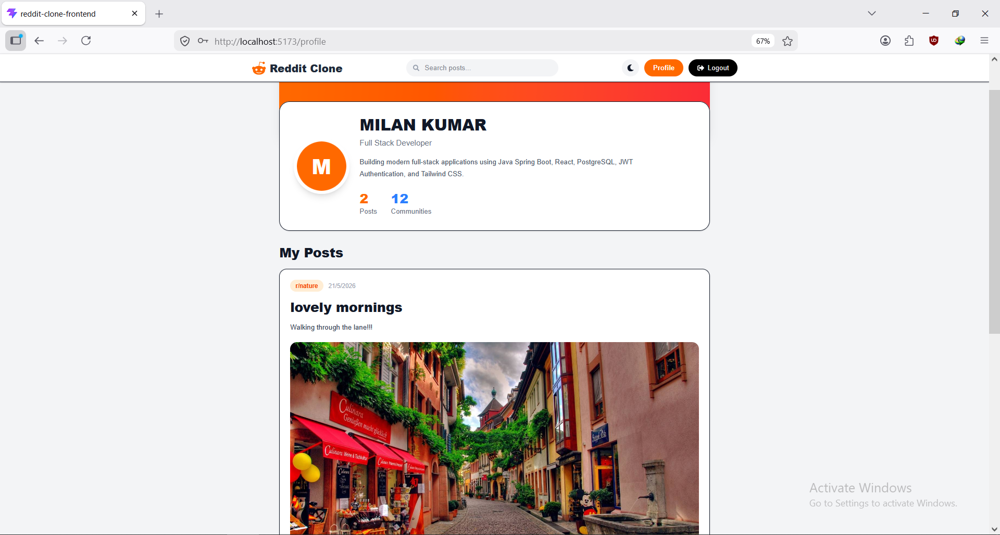 reddit-clone-frontend
http://localhost:5173/profile
67%
Reddit Clone
Search posts...
Profile
Logout
MILAN KUMAR
M
Full Stack Developer
Building modern full-stack applications using Java Spring Boot, React, PostgreSQL, JWT
Authentication, and Tailwind CSS.
2
Posts
12
Communities
My Posts
r/nature
21/5/2026
lovely mornings
Walking through the lane!!!
Culinara
Genießen macht glücklich
Culinara Weine & Tischkultur
Culinara
Activate Windows
Go to Settings to activate Windows.